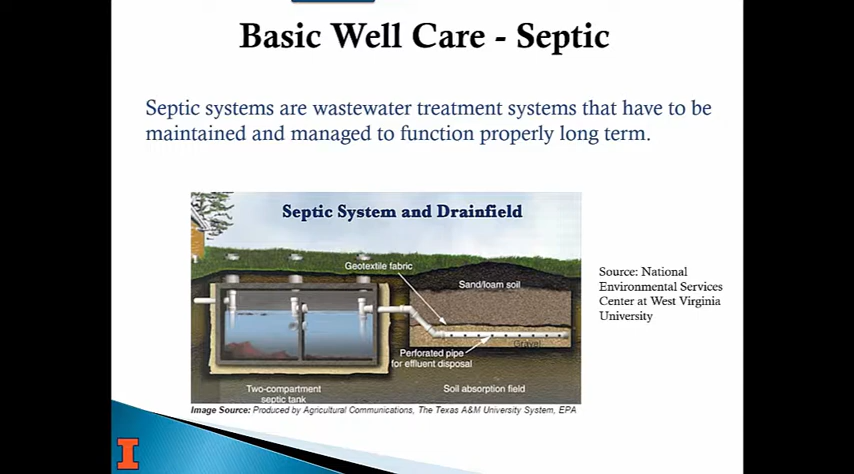 Basic Well Care - Septic
Septic systems are wastewater treatment systems that have to be
maintained and managed to function properly long term.
Septic System and Drainfield
Geotextile fabric
Sand/loam soil
Gravel
Perforated pipe
for effluent disposal
Two-compartment
septic tank
Soil absorption field
Image Source: Produced by Agricultural Communications, The Texas A&M University System, EPA
Source: National
Environmental Services
Center at West Virginia
University
I